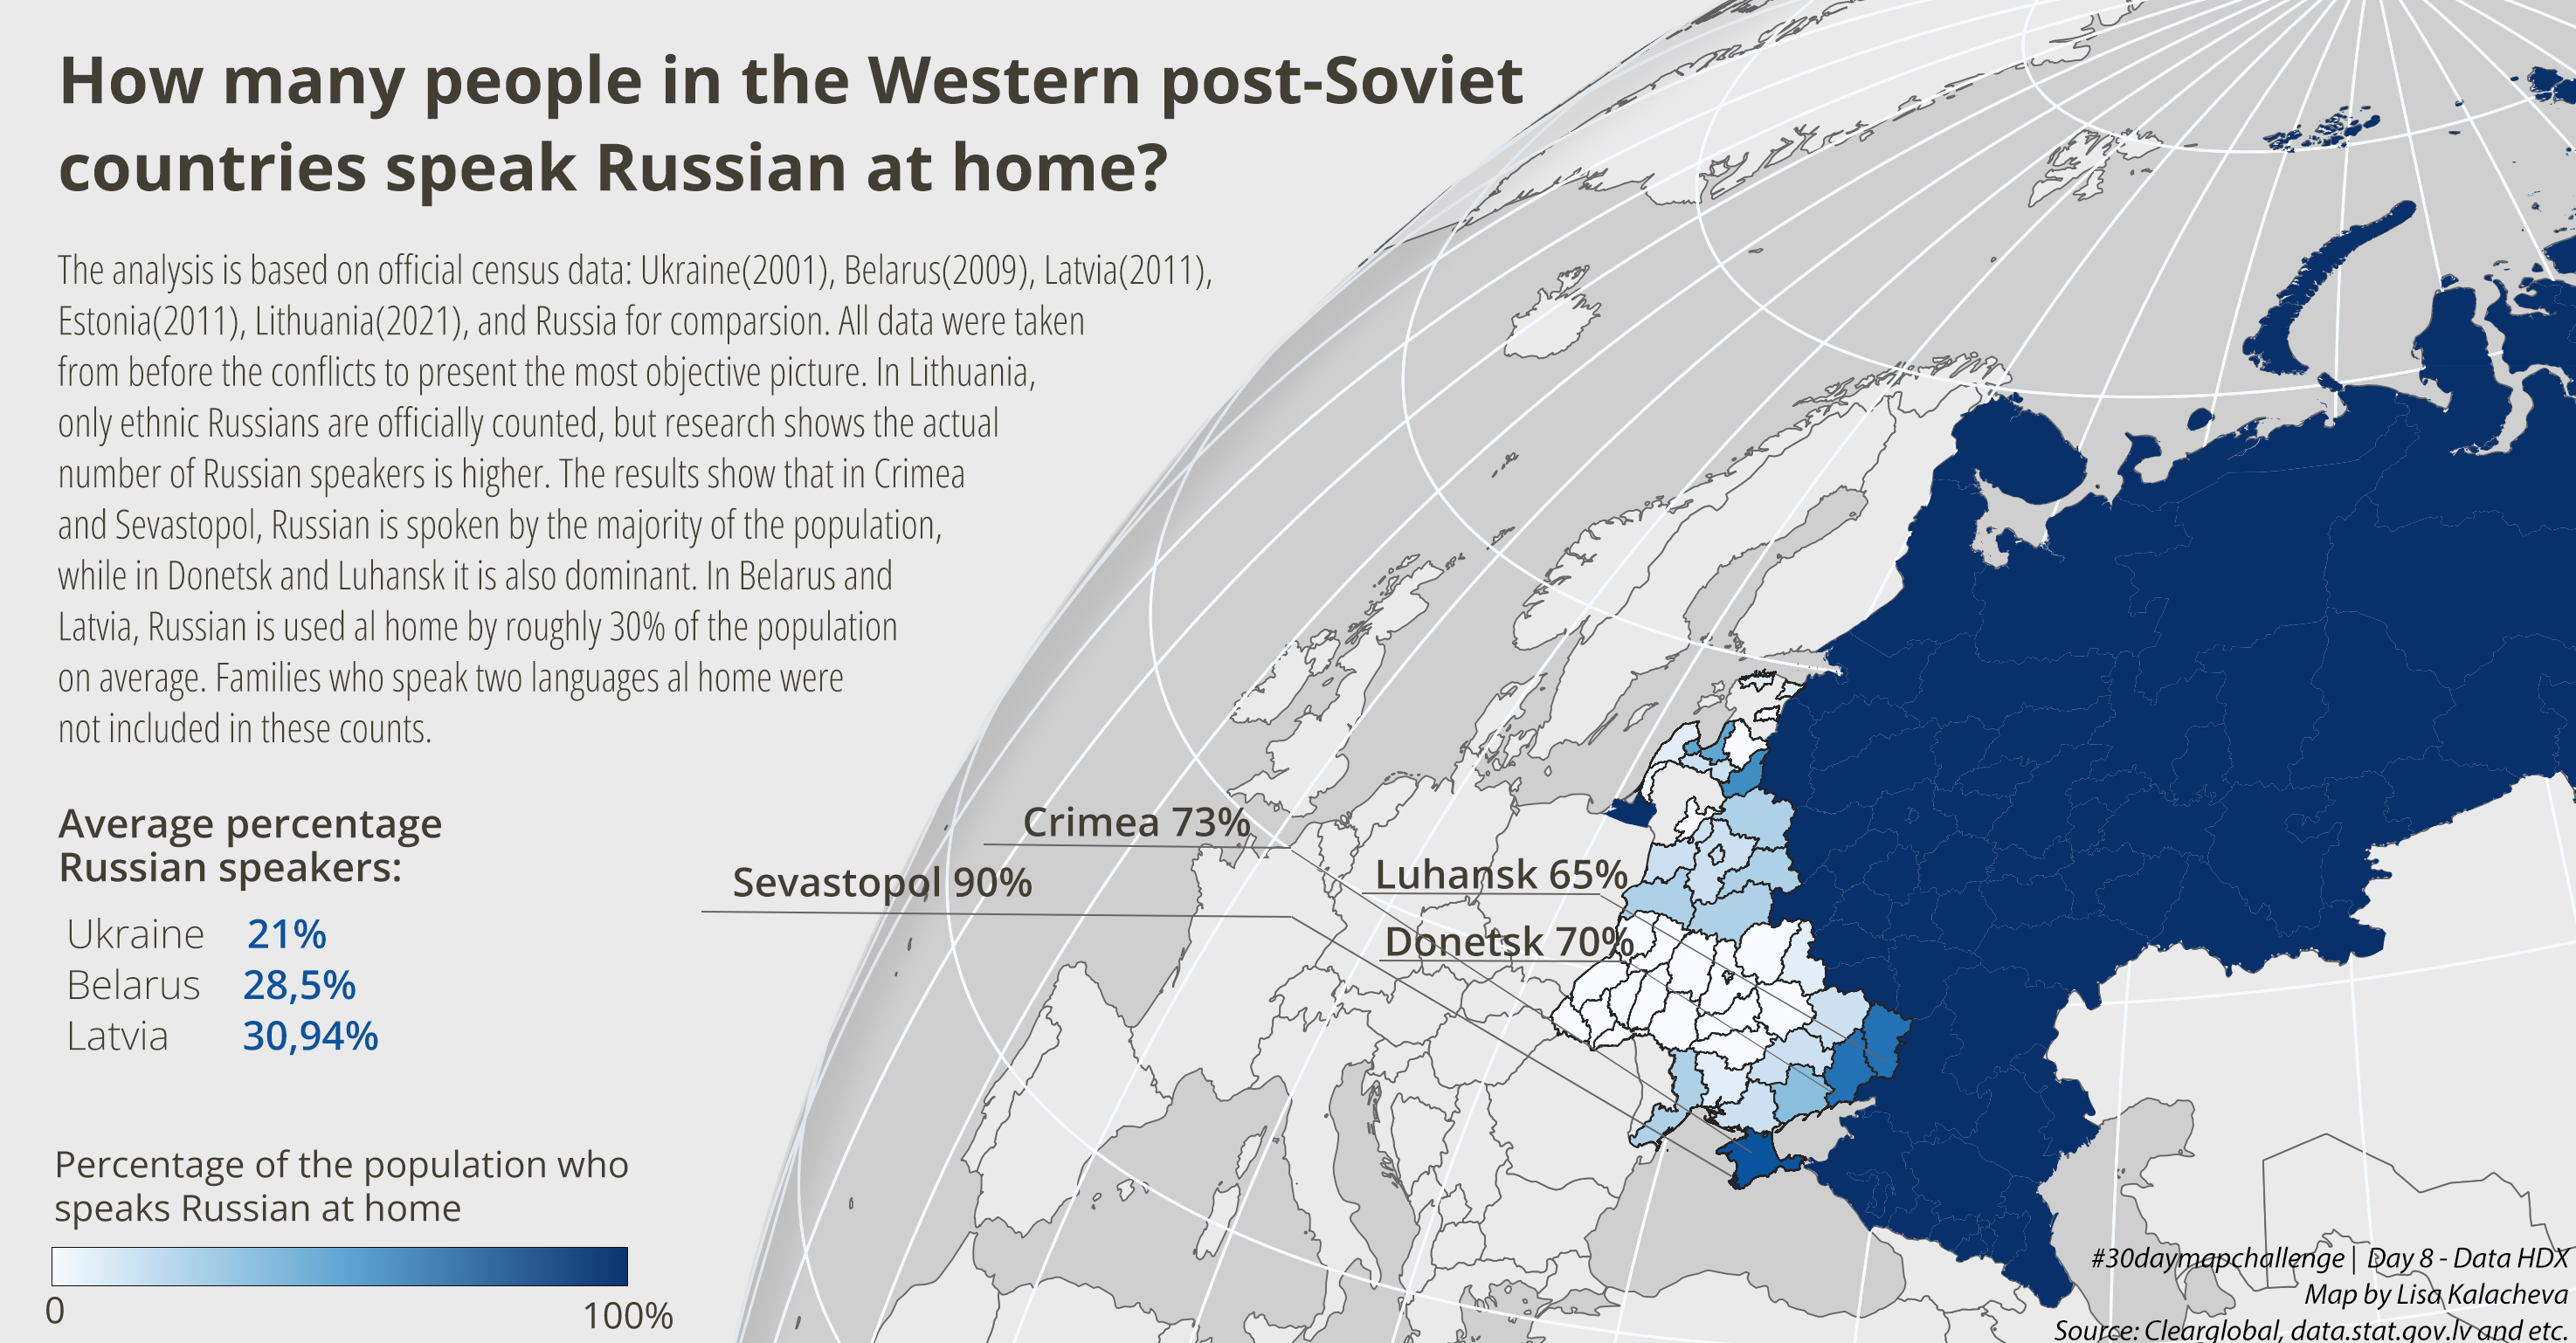 How many people in the Western post-Soviet
countries speak Russian at home?
The analysis is based on official census data: Ukraine(2001), Belarus(2009), Latvia(2011),
Estonia(2011), Lithuania(2021), and Russia for comparsion. All data were taken
from before the conflicts to present the most objective picture. In Lithuania,
only ethnic Russians are officially counted, but research shows the actual
number of Russian speakers is higher. The results show that in Crimea
and Sevastopol, Russian is spoken by the majority of the population,
while in Donetsk and Luhansk it is also dominant. In Belarus and
Latvia, Russian is used al home by roughly 30% of the population
on average. Families who speak two languages al home were
not included in these counts.
Crimea 73%
Sevastopol 90%
Luhansk 65%
Donetsk 70%
Average percentage
Russian speakers:
Ukraine 21%
Belarus 28,5%
Latvia 30,94%
Percentage of the population who
speaks Russian at home
0 100%
#30daymapchallenge | Day 8 - Data HDX
Map by Lisa Kalacheva
Source: Clearglobal, data.stat.gov.lv and etc.